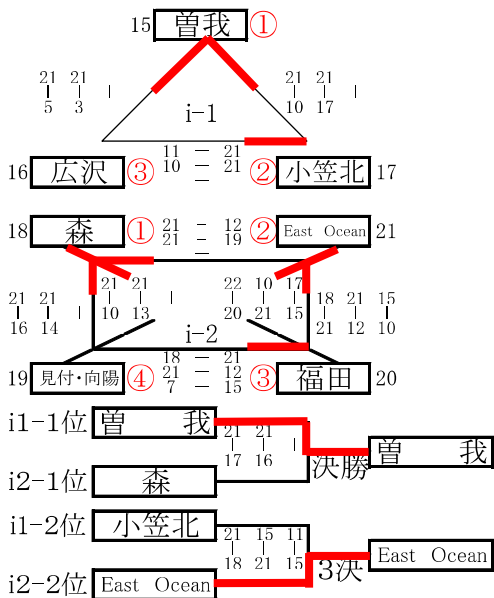 15 曽我 ①
21 21 21 21
| | | | | |
5 3 10 17
i-1
11 － 21
10 － 21
－
16 広沢 ③ ② 小笠北 17
18 森 ① 21 － 12 ② East Ocean 21
21 － 19
－
21 21 22 10 17
| | | | | |
10 13 20 21 15
21 21 18 21 15
| | | | | |
16 14 21 12 10
i-2
18 － 21
21 － 12
7 － 15
19 見付・向陽 ④ ③ 福田 20
i1-1位 曽 我
21 21
| | |
17 16
決勝 曽 我
i2-1位 森
i1-2位 小笠北
21 15 11
| | |
18 21 15
3決 East Ocean
i2-2位 East Ocean